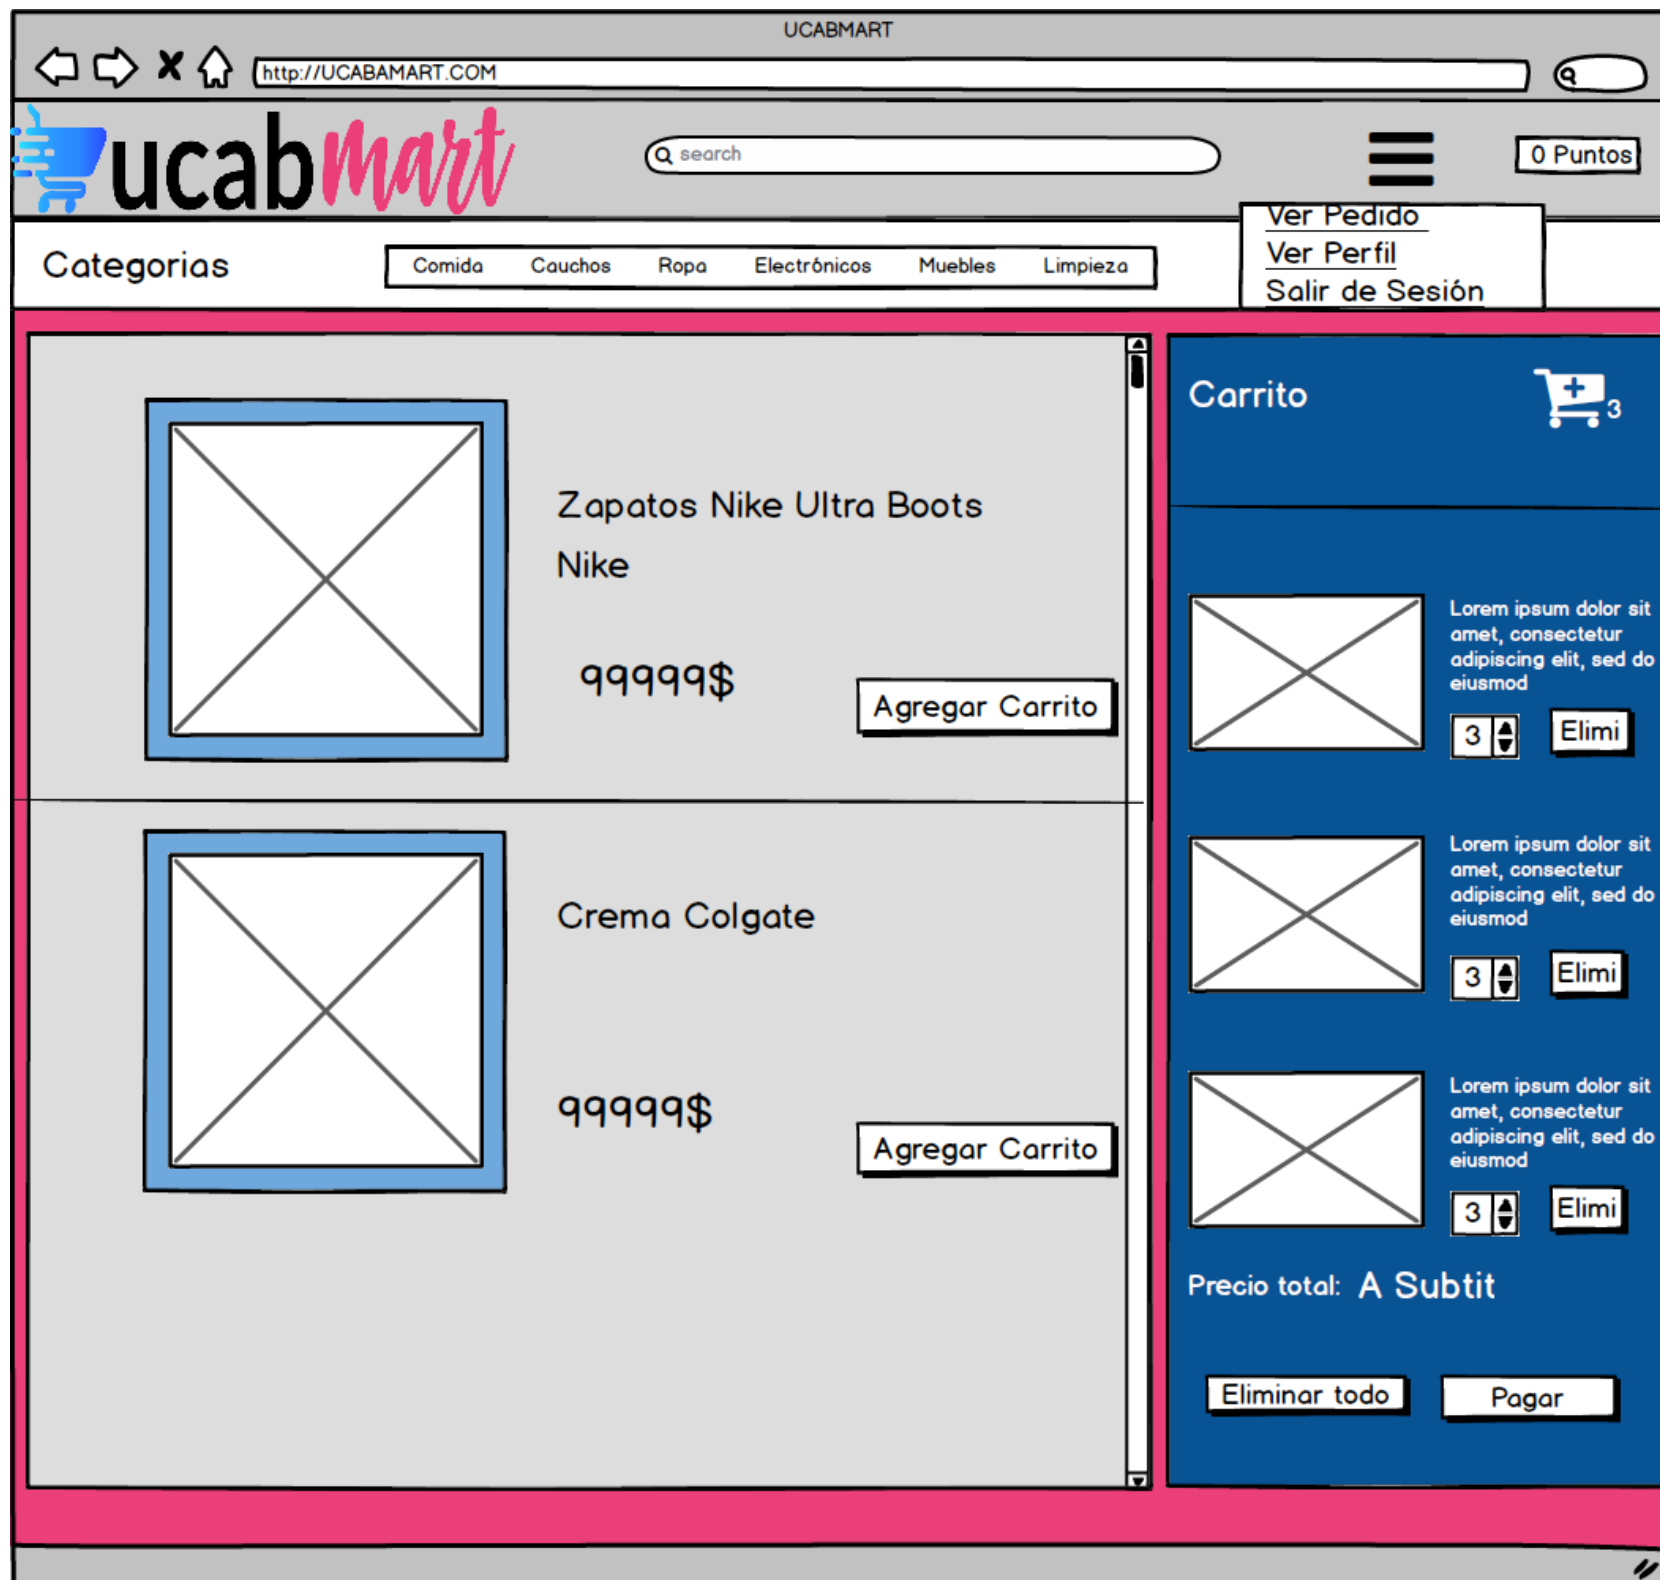 UCABMART
http://UCABAMART.COM
ucabmart
search
0 Puntos
Ver Pedido
Ver Perfil
Salir de Sesión
Categorias
Comida Cauchos Ropa Electrónicos Muebles Limpieza
Zapatos Nike Ultra Boots
Nike
99999$
Agregar Carrito
Crema Colgate
99999$
Agregar Carrito
Carrito
3
Lorem ipsum dolor sit
amet, consectetur
adipiscing elit, sed do
eiusmod
3
Elimi
Lorem ipsum dolor sit
amet, consectetur
adipiscing elit, sed do
eiusmod
3
Elimi
Lorem ipsum dolor sit
amet, consectetur
adipiscing elit, sed do
eiusmod
3
Elimi
Precio total: A Subtit
Eliminar todo
Pagar